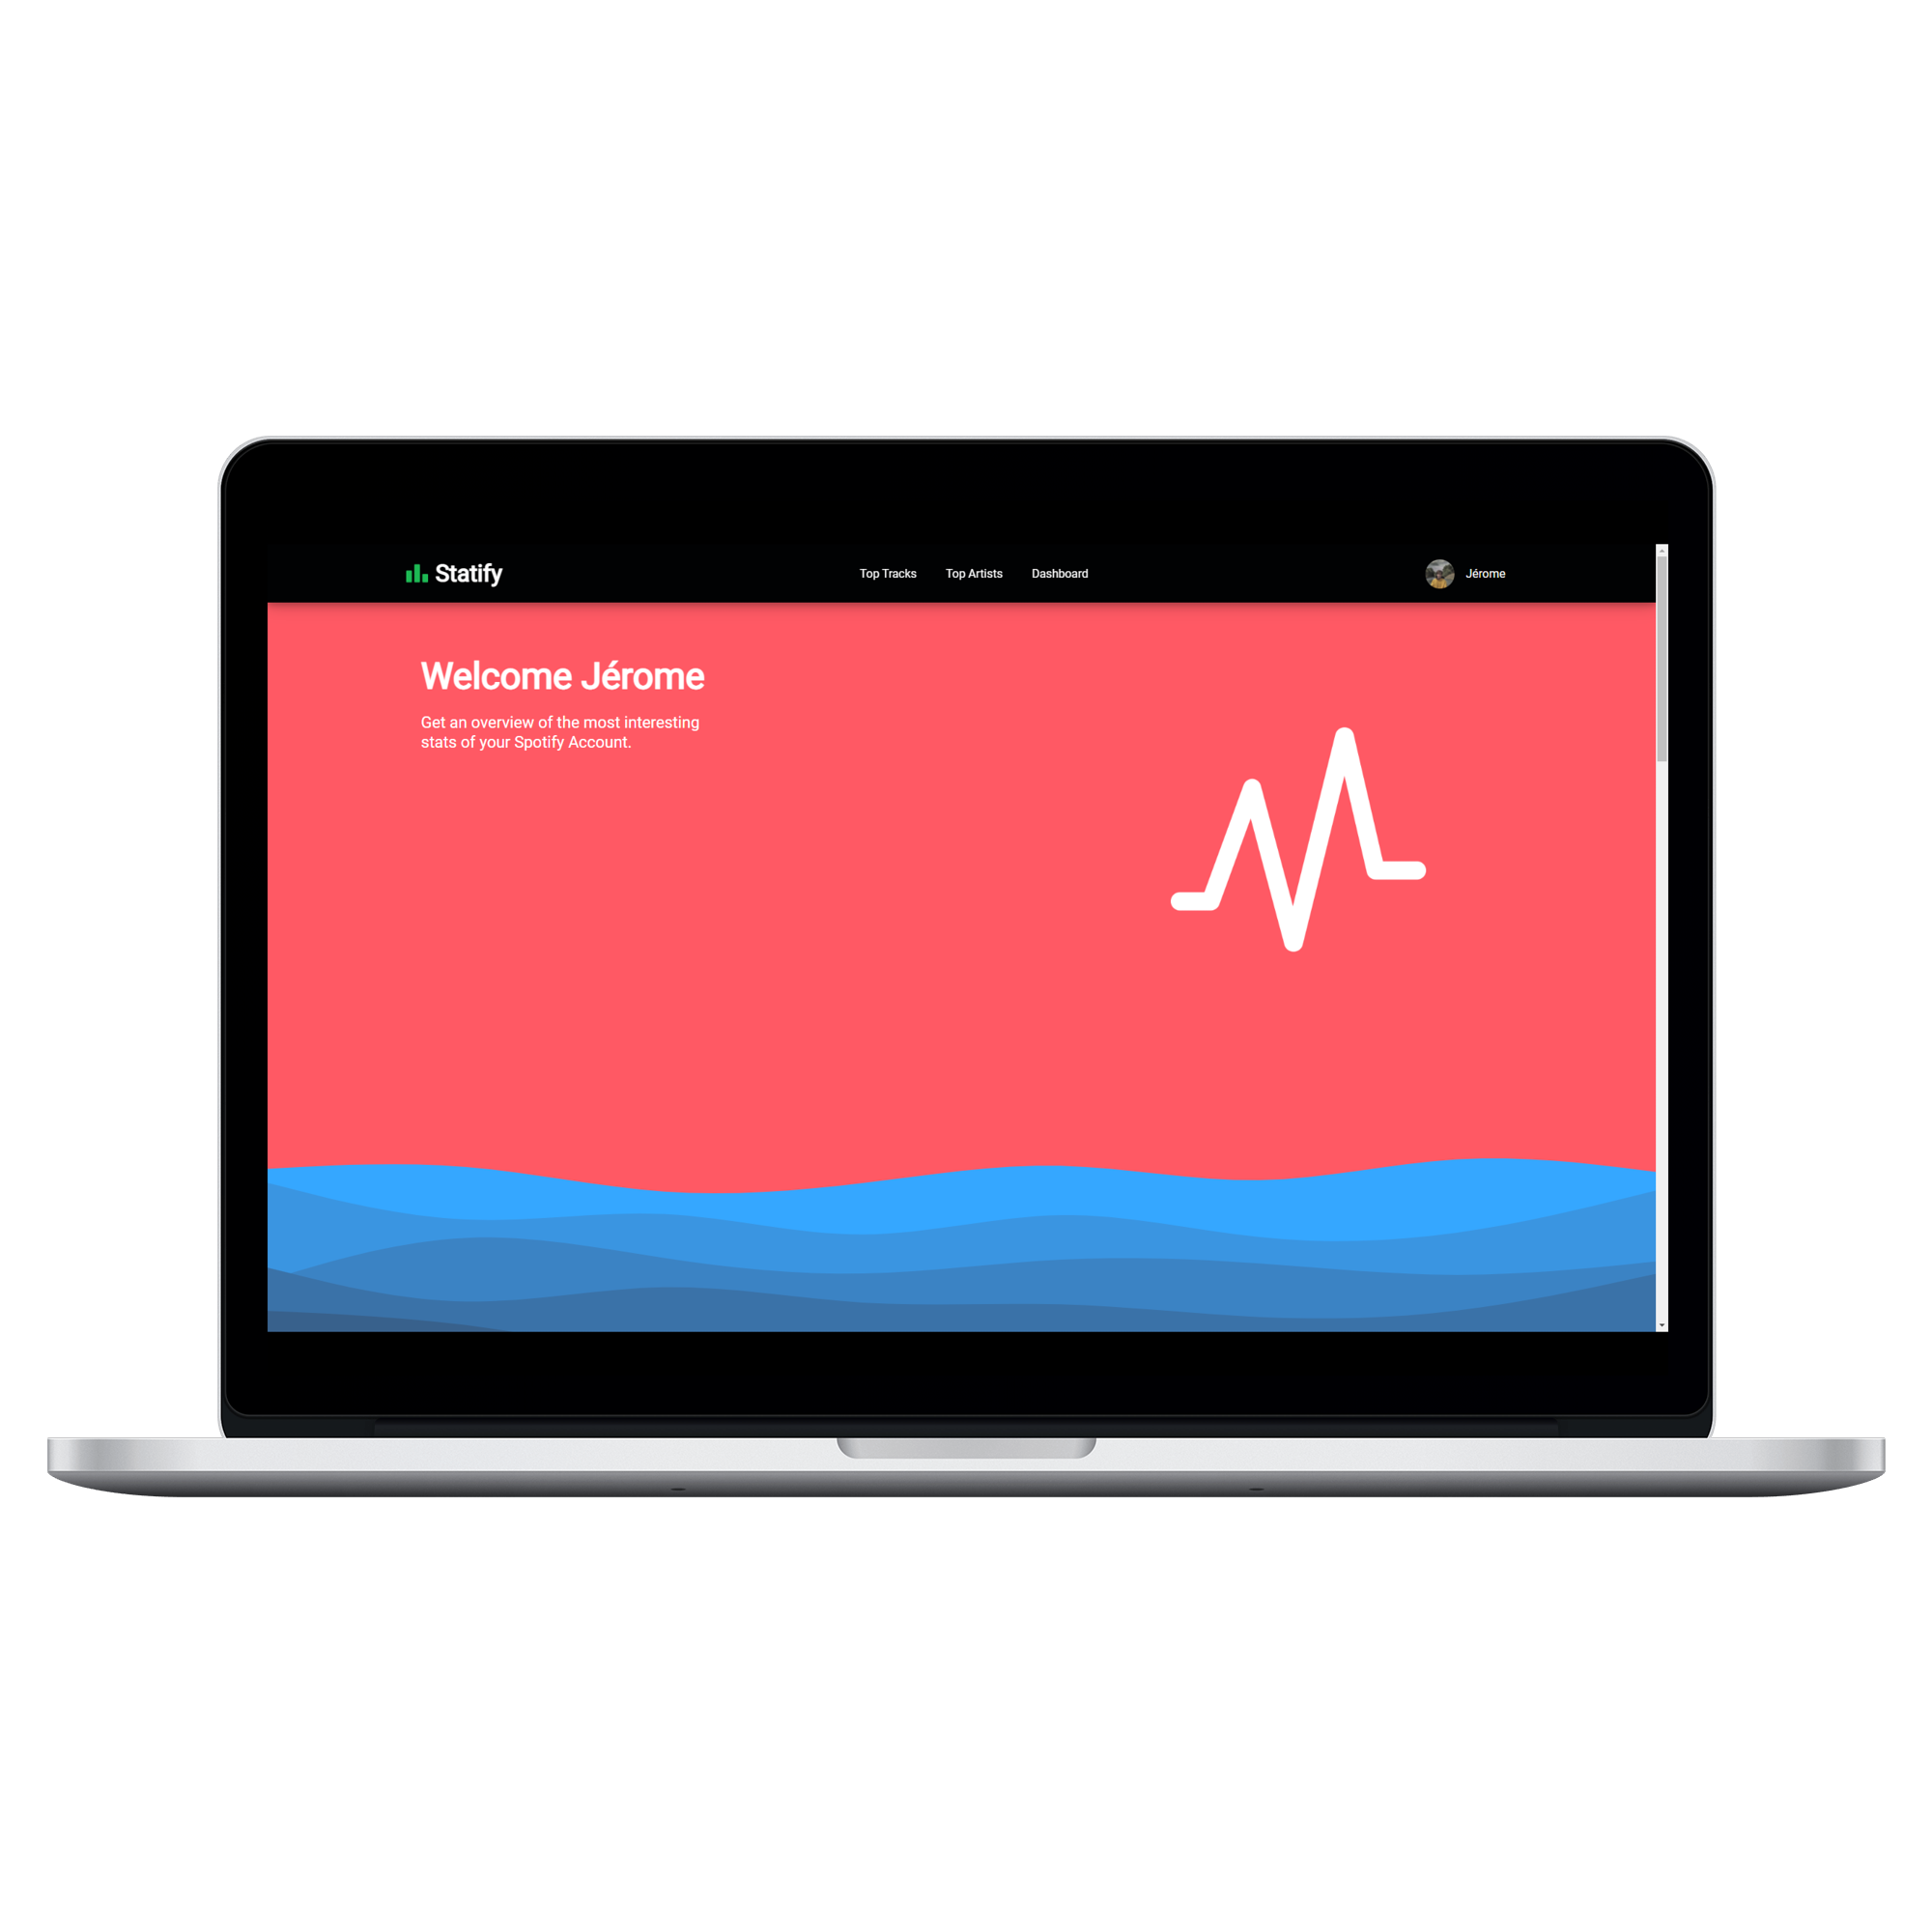 Statify
Top Tracks
Top Artists
Dashboard
Jérome
Welcome Jérome
Get an overview of the most interesting
stats of your Spotify Account.